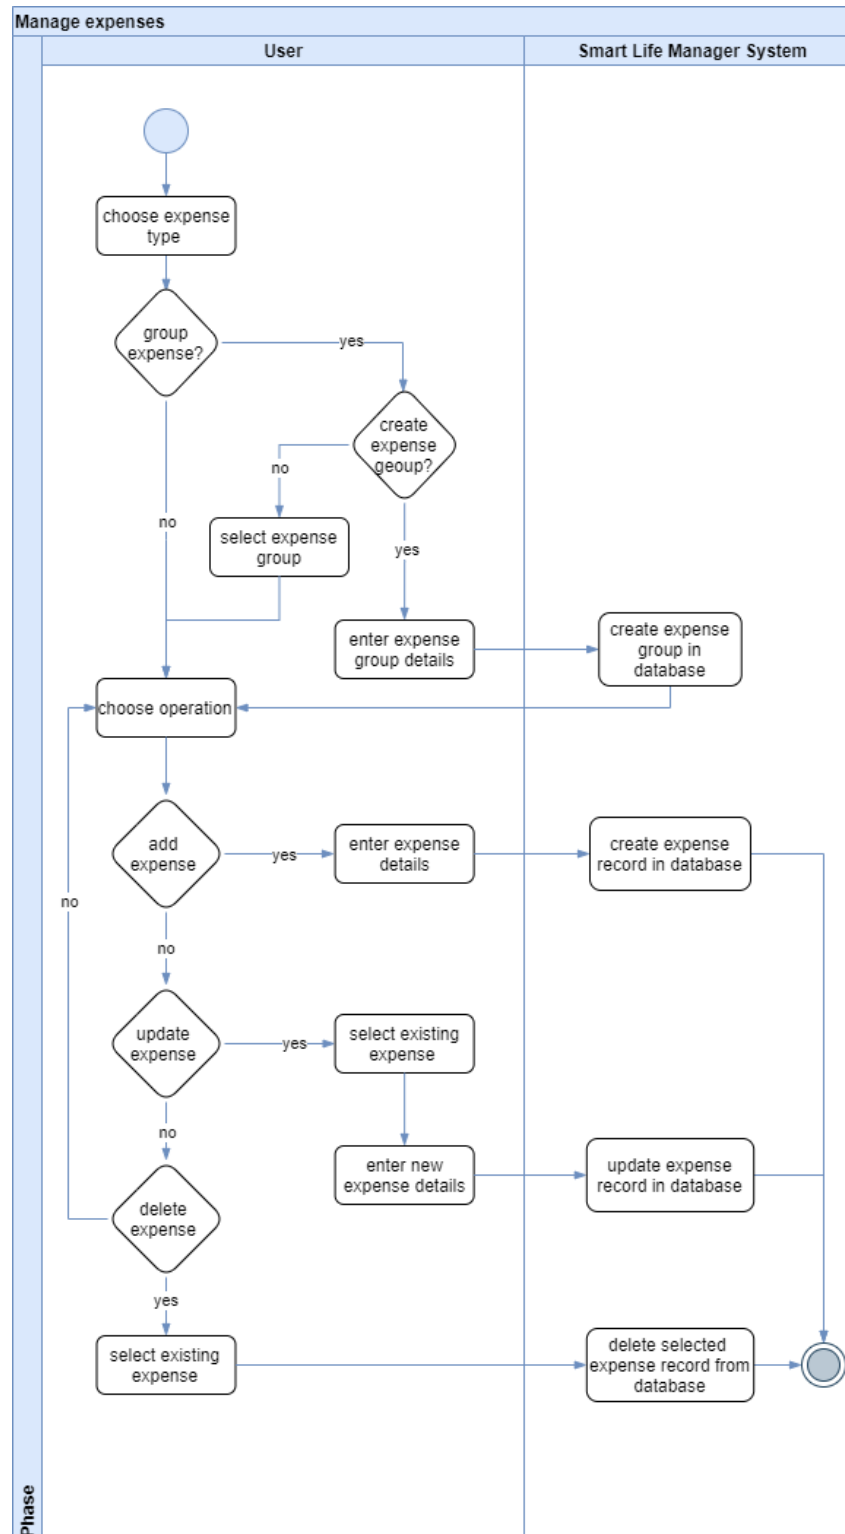 Manage expenses
User
Smart Life Manager System
choose expense
type
group
expense?
yes
create
expense
geoup?
no
select expense
group
no
yes
enter expense
group details
create expense
group in
database
choose operation
add
expense
yes
enter expense
details
create expense
record in database
no
no
update
expense
yes
select existing
expense
no
enter new
expense details
update expense
record in database
delete
expense
yes
select existing
expense
delete selected
expense record from
database
Phase